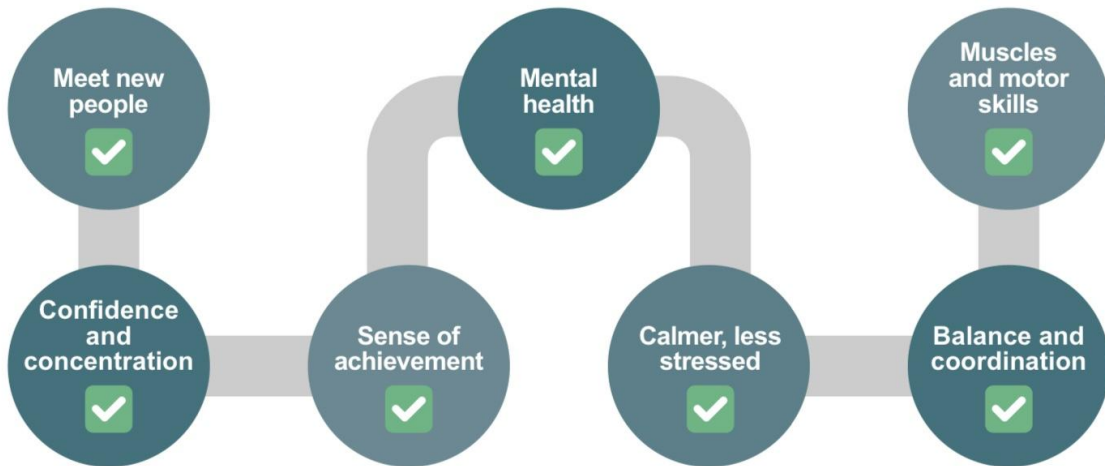 Meet new
people
Confidence
and
concentration
Sense of
achievement
Mental
health
Calmer, less
stressed
Balance and
coordination
Muscles
and motor
skills